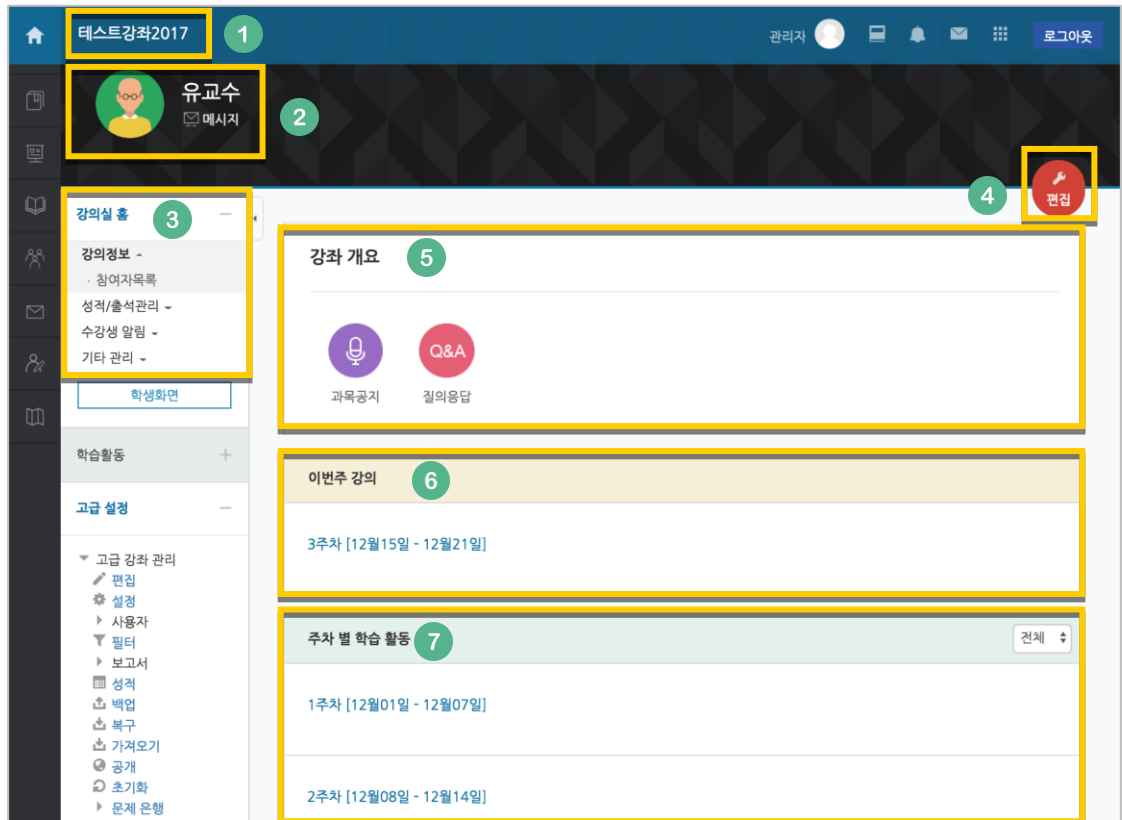 테스트강좌2017
1
관리자
로그아웃
유교수
메시지
2
4
편집
강의실 홈
3
강의정보
· 참여자목록
성적/출석관리
수강생 알림
기타 관리
학생화면
학습활동
고급 설정
고급 강좌 관리
편집
설정
사용자
필터
보고서
성적
백업
복구
가져오기
공개
초기화
문제 은행
강좌 개요
5
Q&A
과목공지
질의응답
이번주 강의
6
3주차 [12월15일 - 12월21일]
주차 별 학습 활동
7
전체
1주차 [12월01일 - 12월07일]
2주차 [12월08일 - 12월14일]